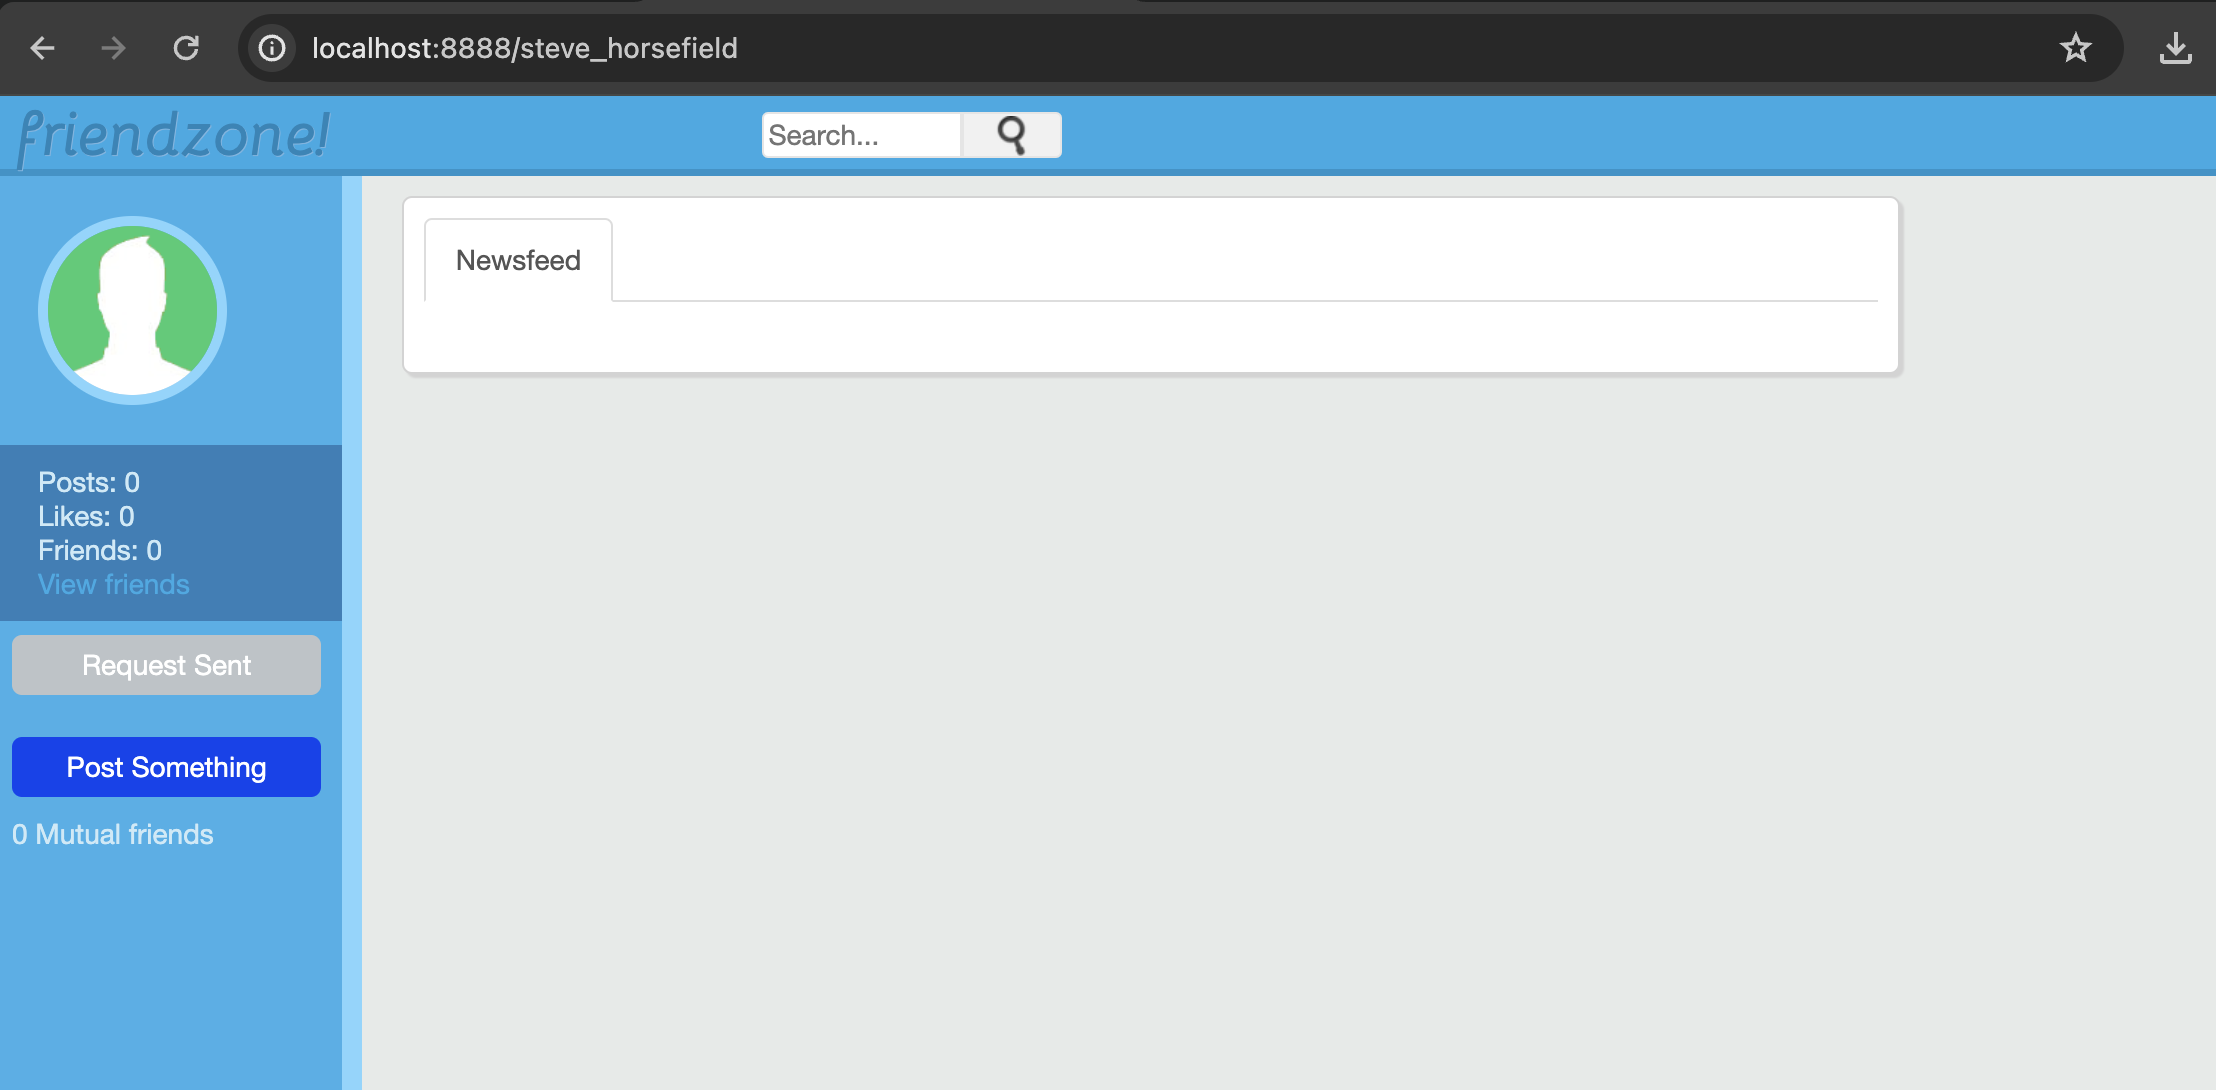 localhost:8888/steve_horsefield
friendzone!
Search...
Newsfeed
Posts: 0
Likes: 0
Friends: 0
View friends
Request Sent
Post Something
0 Mutual friends